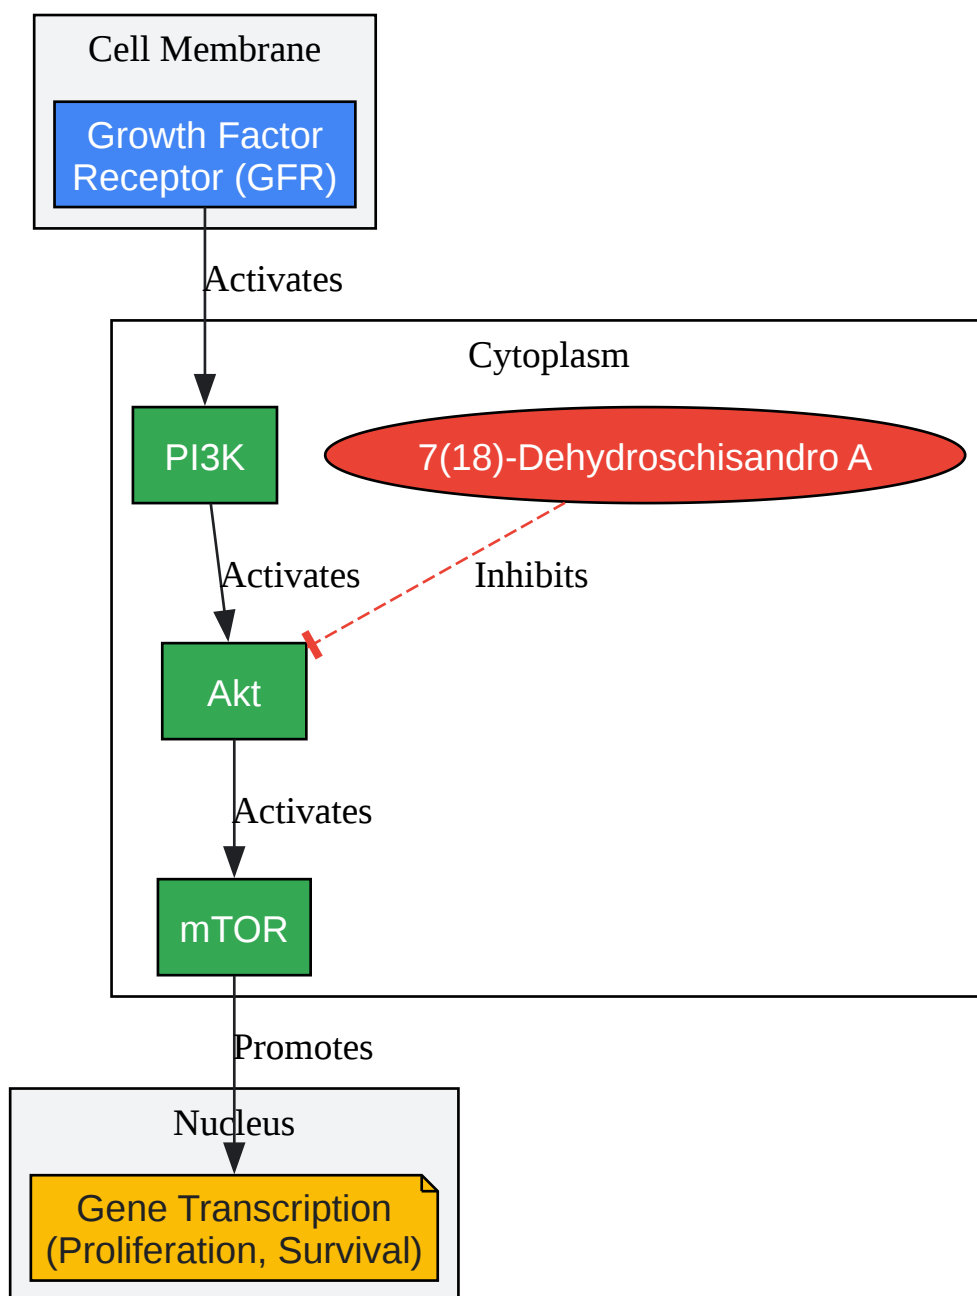 Cell Membrane
Growth Factor
Receptor (GFR)
Activates
Cytoplasm
PI3K
7(18)-Dehydroschisandro A
Activates
Inhibits
Akt
Activates
mTOR
Promotes
Nucleus
Gene Transcription
(Proliferation, Survival)